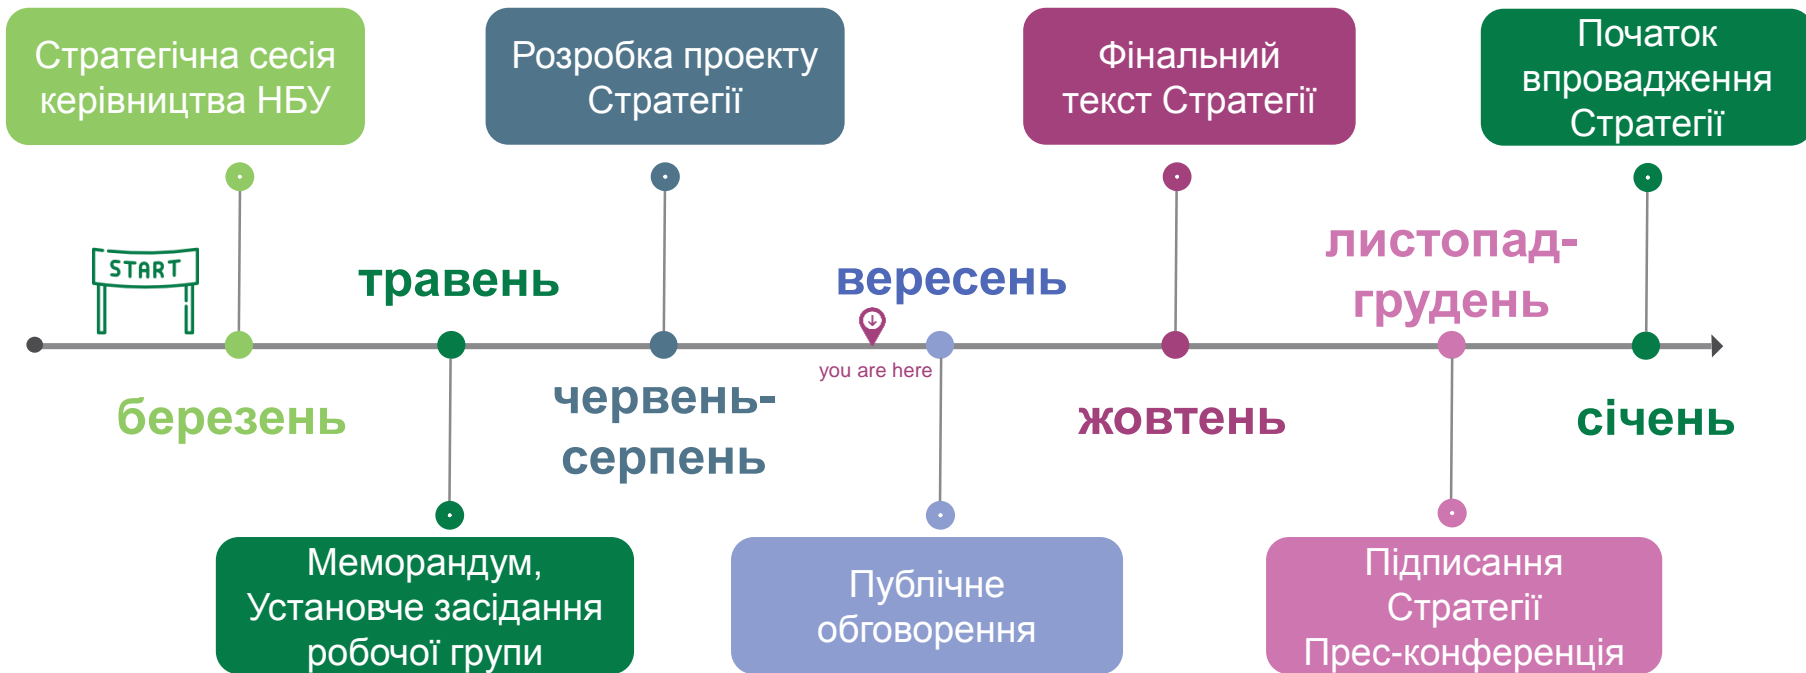 Стратегічна сесія
керівництва НБУ
Розробка проекту
Стратегії
Фінальний
текст Стратегії
Початок
впровадження
Стратегії
START
травень
вересень
листопад-
грудень
you are here
березень
червень-
серпень
жовтень
січень
Меморандум,
Установче засідання
робочої групи
Публічне
обговорення
Підписання
Стратегії
Прес-конференція